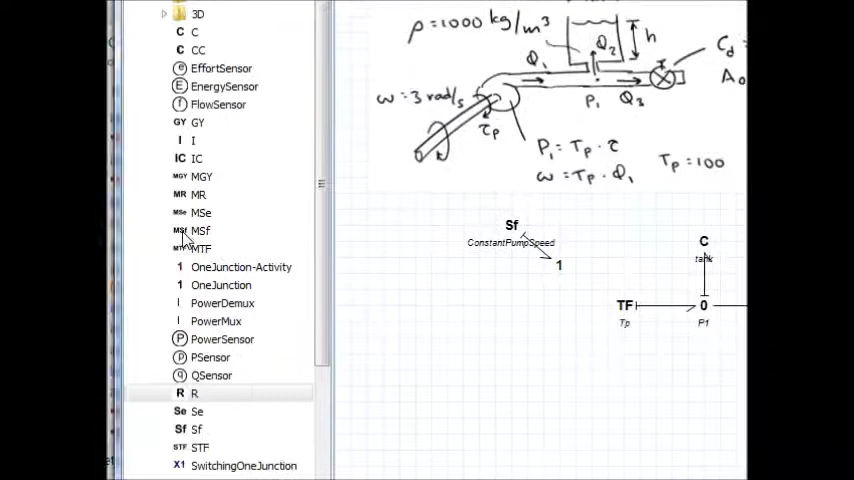 3D
C C
C CC
e EffortSensor
E EnergySensor
f FlowSensor
GY GY
I I
IC IC
MGY MGY
MR MR
MSe MSe
MSf MSf
MTF MTF
1 OneJunction-Activity
1 OneJunction
PowerDemux
PowerMux
P PowerSensor
P PSensor
q QSensor
R R
Se Se
Sf Sf
STF STF
X1 SwitchingOneJunction
ρ=1000 kg/m³
h
Q₂
Q₁
Cd =
A₀
ω=3 rad/s
P₁
Q₃
τp
P₁ = Tp · τ
ω = Tp · Q₁
Tp=100
Sf
ConstantPumpSpeed
1
C
tank
TF
Tp
0
P1